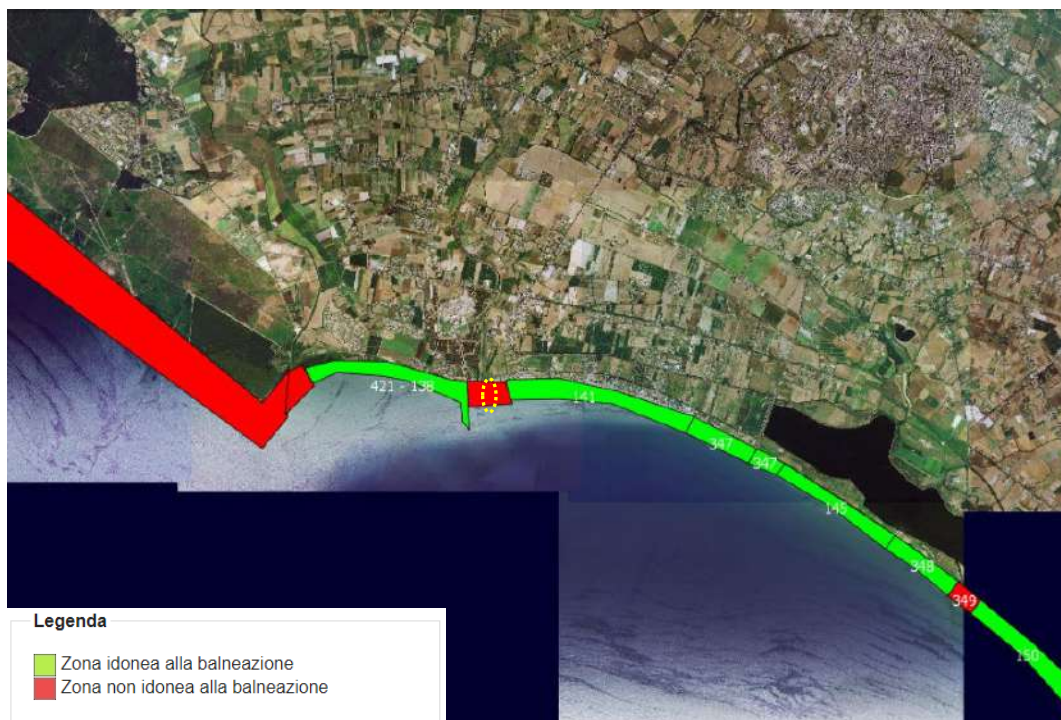 421 - 138
141
347
347
145
348
349
150
Legenda
Zona idonea alla balneazione
Zona non idonea alla balneazione